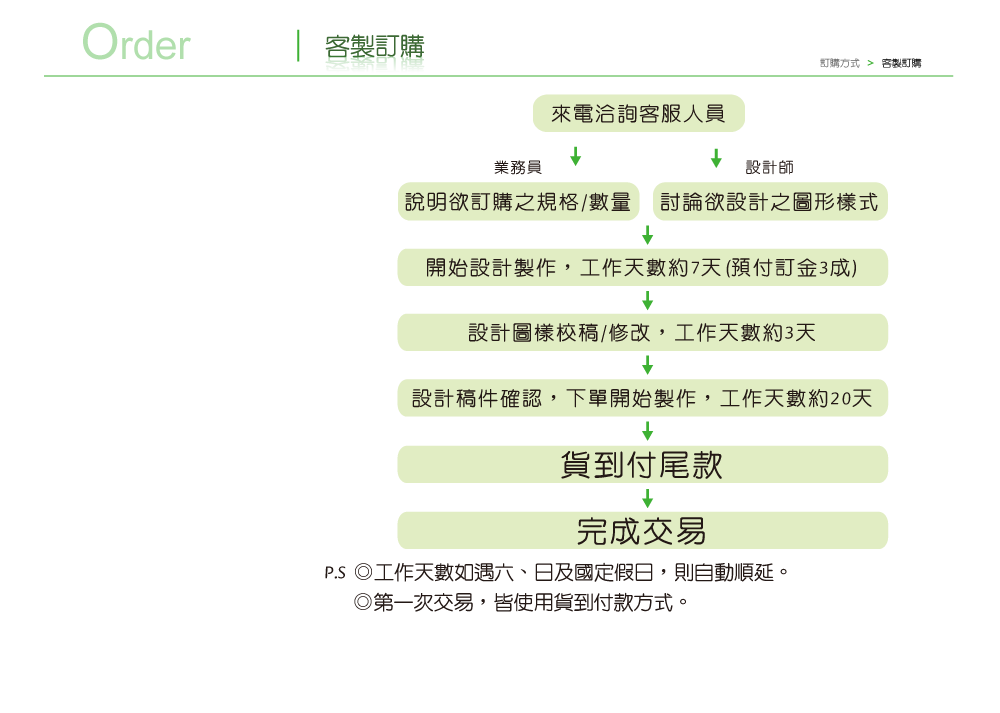 Order
客製訂購
訂購方式 > 客製訂購
來電洽詢客服人員
業務員
設計師
說明欲訂購之規格/數量
討論欲設計之圖形樣式
開始設計製作，工作天數約7天(預付訂金3成)
設計圖樣校稿/修改，工作天數約3天
設計稿件確認，下單開始製作，工作天數約20天
貨到付尾款
完成交易
P.S ◎工作天數如遇六、日及國定假日，則自動順延。
◎第一次交易，皆使用貨到付款方式。